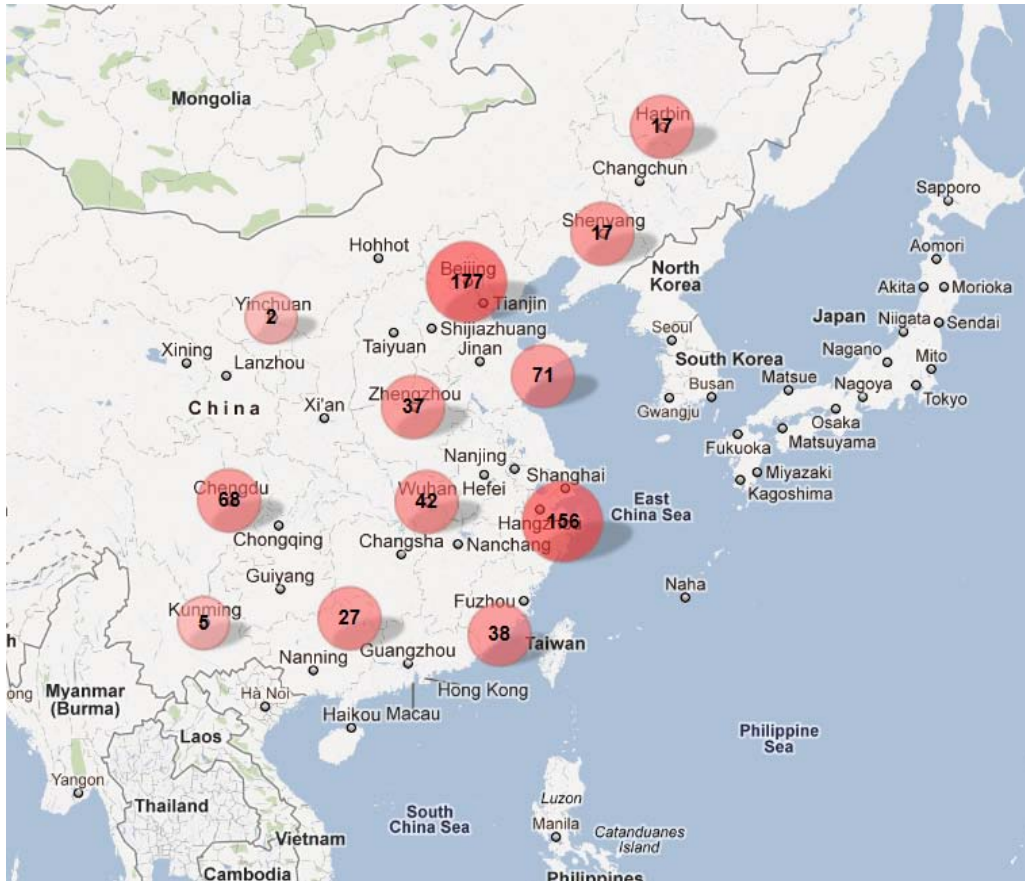 Mongolia
Harbin
17
Changchun
Sapporo
Shenyang
17
Hohhot
Aomori
Beijing
177
North
Korea
Akita
Morioka
Tianjin
Yinchuan
2
Japan
Niigata
Sendai
Shijiazhuang
Taiyuan
Seoul
Xining
Jinan
South Korea
Nagano
Mito
Lanzhou
71
Busan
Matsue
Nagoya
Tokyo
Zhengzhou
37
China
Xi'an
Gwangju
Osaka
Matsuyama
Fukuoka
Nanjing
Miyazaki
Shanghai
Kagoshima
Chengdu
68
Wuhan
42
Hefei
East
China Sea
Hangzhou
156
Chongqing
Changsha
Nanchang
Guiyang
Naha
Kunming
5
Fuzhou
27
38
Taiwan
Guangzhou
Nanning
Hong Kong
h
ong
Myanmar
(Burma)
Hà Noi
Haikou
Macau
Laos
Philippine
Sea
Yangon
Thailand
Luzon
South
China Sea
Manila
Catanduanes
Island
Vietnam
Cambodia
Philippines